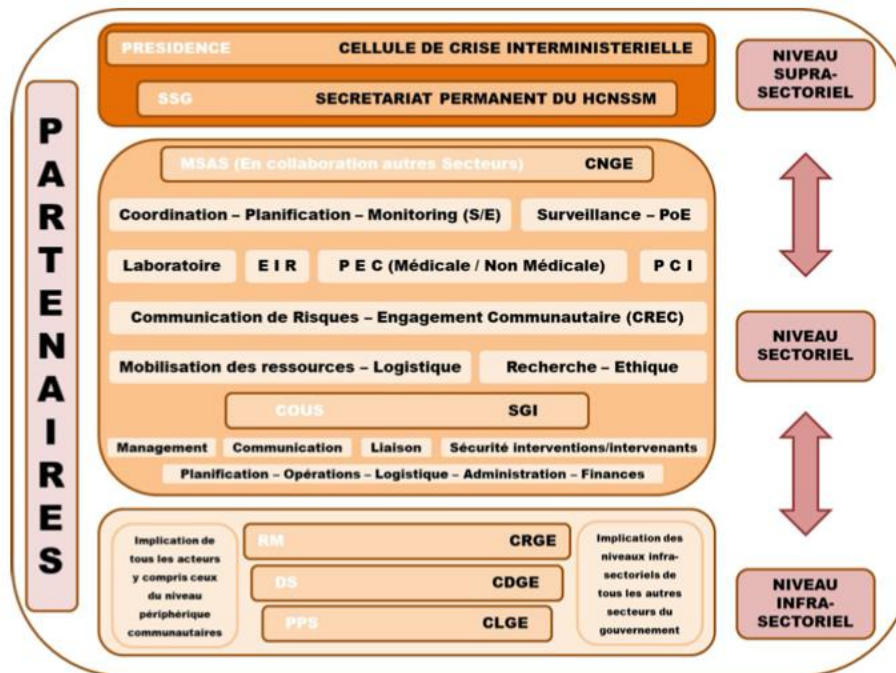 PARTENAIRES
PRESIDENCE CELLULE DE CRISE INTERMINISTERIELLE
SSG SECRETARIAT PERMANENT DU HCNSSM
NIVEAU
SUPRA-
SECTORIEL
MSAS (En collaboration autres Secteurs) CNGE
Coordination – Planification – Monitoring (S/E)
Surveillance – PoE
Laboratoire
E I R
P E C (Médicale / Non Médicale)
P C I
Communication de Risques – Engagement Communautaire (CREC)
Mobilisation des ressources – Logistique
Recherche – Ethique
COUS SGI
Management
Communication
Liaison
Sécurité interventions/intervenants
Planification – Opérations – Logistique – Administration – Finances
NIVEAU
SECTORIEL
Implication de
tous les acteurs
y compris ceux
du niveau
périphérique
communautaires
RM CRGE
DS CDGE
PPS CLGE
Implication des
niveaux infra-
sectoriels de
tous les autres
secteurs du
gouvernement
NIVEAU
INFRA-
SECTORIEL